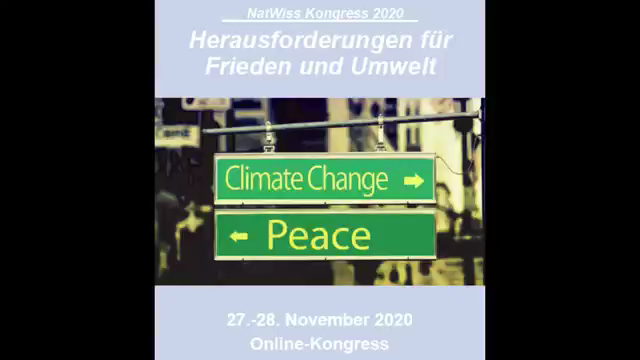 NatWiss Kongress 2020
Herausforderungen für
Frieden und Umwelt
Climate Change
Peace
27.-28. November 2020
Online-Kongress